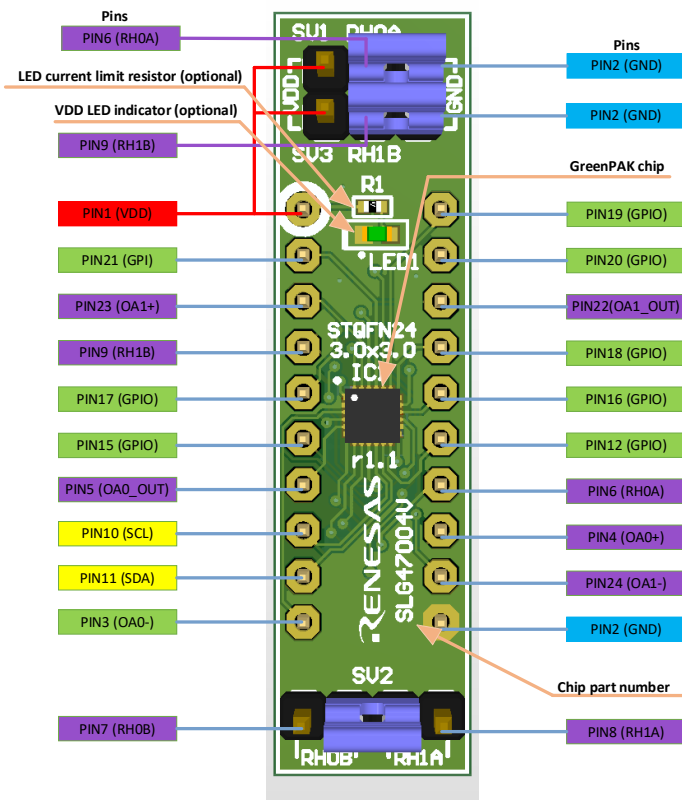 Pins
PIN6 (RH0A)
LED current limit resistor (optional)
VDD LED indicator (optional)
PIN9 (RH1B)
PIN1 (VDD)
PIN21 (GPI)
PIN23 (OA1+)
PIN9 (RH1B)
PIN17 (GPIO)
PIN15 (GPIO)
PIN5 (OA0_OUT)
PIN10 (SCL)
PIN11 (SDA)
PIN3 (OA0-)
PIN7 (RH0B)
SV1 RH0A
VDD
GND
SV3 RH1B
R1
LED1
STQFN24
3.0x3.0
IC1
r1.1
RENESAS
SLG47004V
SV2
RH0B
RH1A
Pins
PIN2 (GND)
PIN2 (GND)
GreenPAK chip
PIN19 (GPIO)
PIN20 (GPIO)
PIN22(OA1_OUT)
PIN18 (GPIO)
PIN16 (GPIO)
PIN12 (GPIO)
PIN6 (RH0A)
PIN4 (OA0+)
PIN24 (OA1-)
PIN2 (GND)
Chip part number
PIN8 (RH1A)